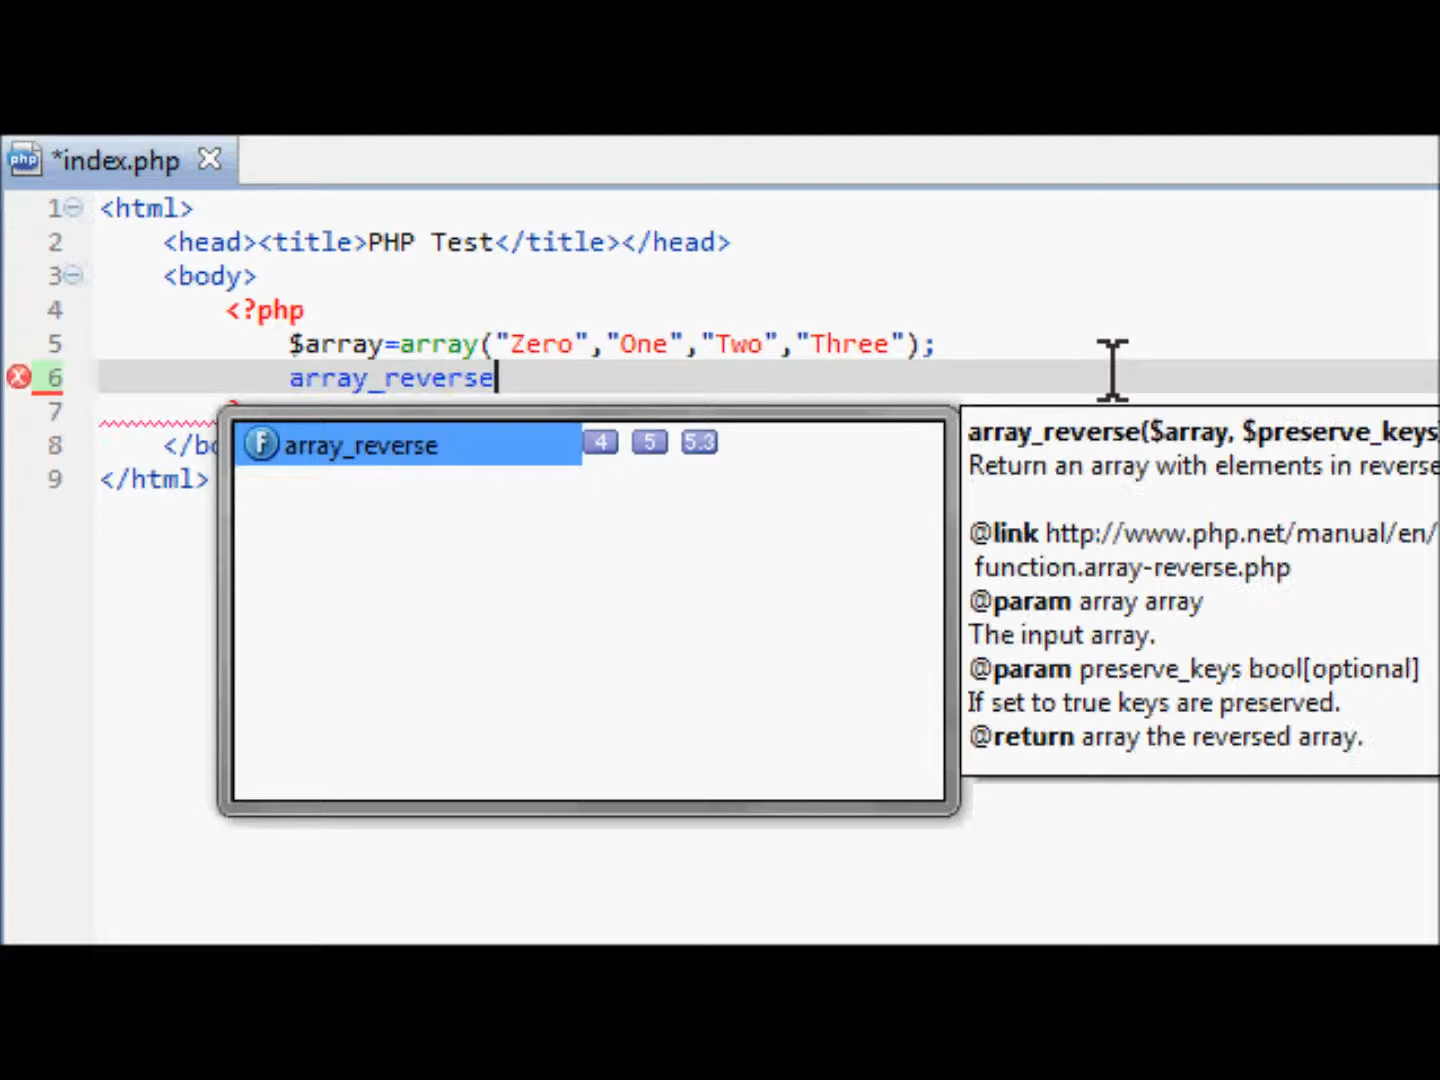 *index.php
1 <html>
2 <head><title>PHP Test</title></head>
3 <body>
4 <?php
5 $array=array("Zero","One","Two","Three");
6 array_reverse
7
8 </bo
9 </html>
array_reverse 4 5 5.3
array_reverse($array, $preserve_keys
Return an array with elements in reverse
@link http://www.php.net/manual/en/
function.array-reverse.php
@param array array
The input array.
@param preserve_keys bool[optional]
If set to true keys are preserved.
@return array the reversed array.